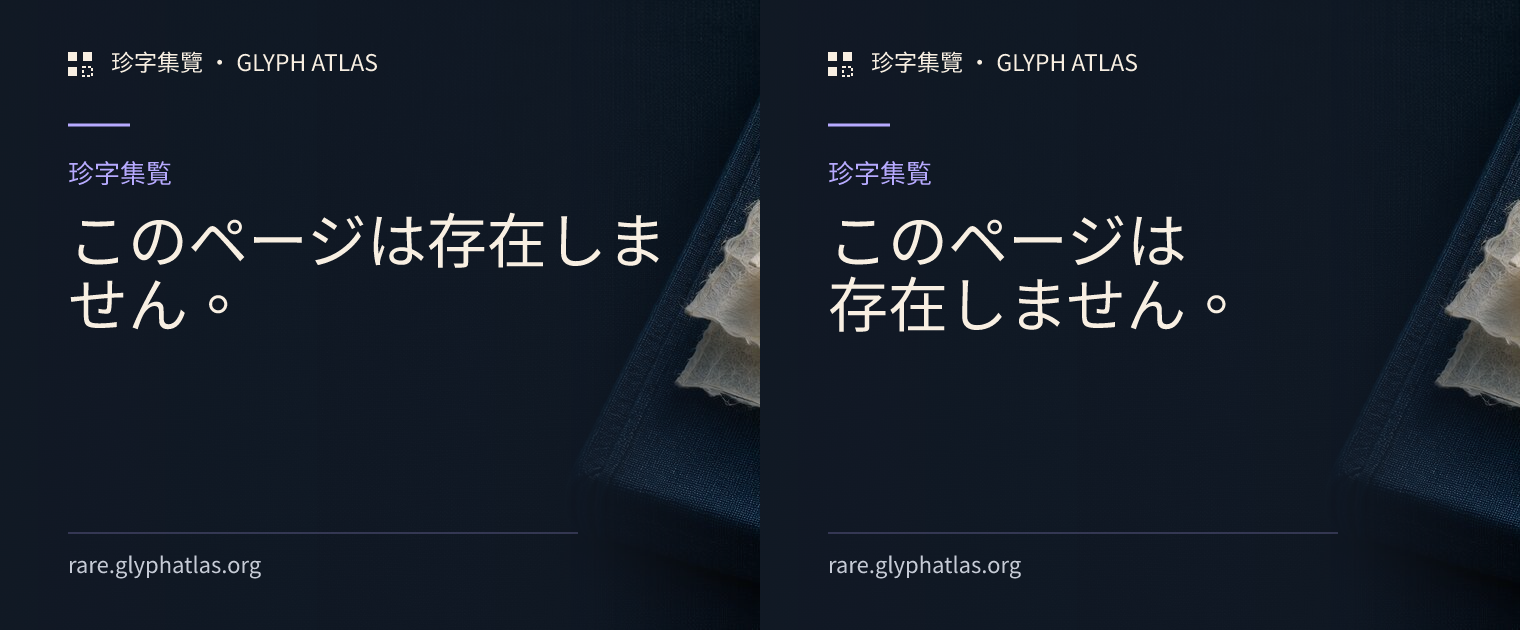 珍字集覽 · GLYPH ATLAS
珍字集覧
このページは存在しま
せん。
rare.glyphatlas.org
珍字集覽 · GLYPH ATLAS
珍字集覧
このページは
存在しません。
rare.glyphatlas.org